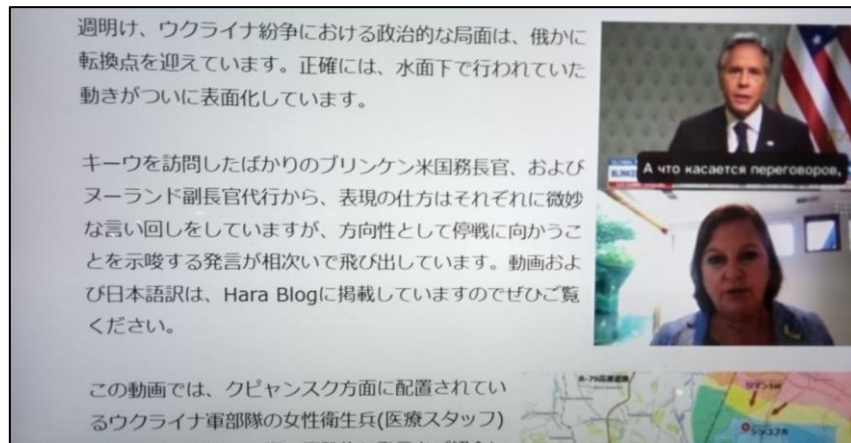 週明け、ウクライナ紛争における政治的な局面は、俄かに
転換点を迎えています。正確には、水面下で行われていた
動きがついに表面化しています。
キーウを訪問したばかりのブリンケン米国務長官、および
ヌーランド副長官代行から、表現の仕方はそれぞれに微妙
な言い回しをしていますが、方向性として停戦に向かうこ
とを示唆する発言が相次いで飛び出しています。動画およ
び日本語訳は、Hara Blogに掲載していますのでぜひご覧
ください。
А что касается переговоров,
この動画では、クピャンスク方面に配置されてい
るウクライナ軍部隊の女性衛生兵(医療スタッフ)
シンコフカ